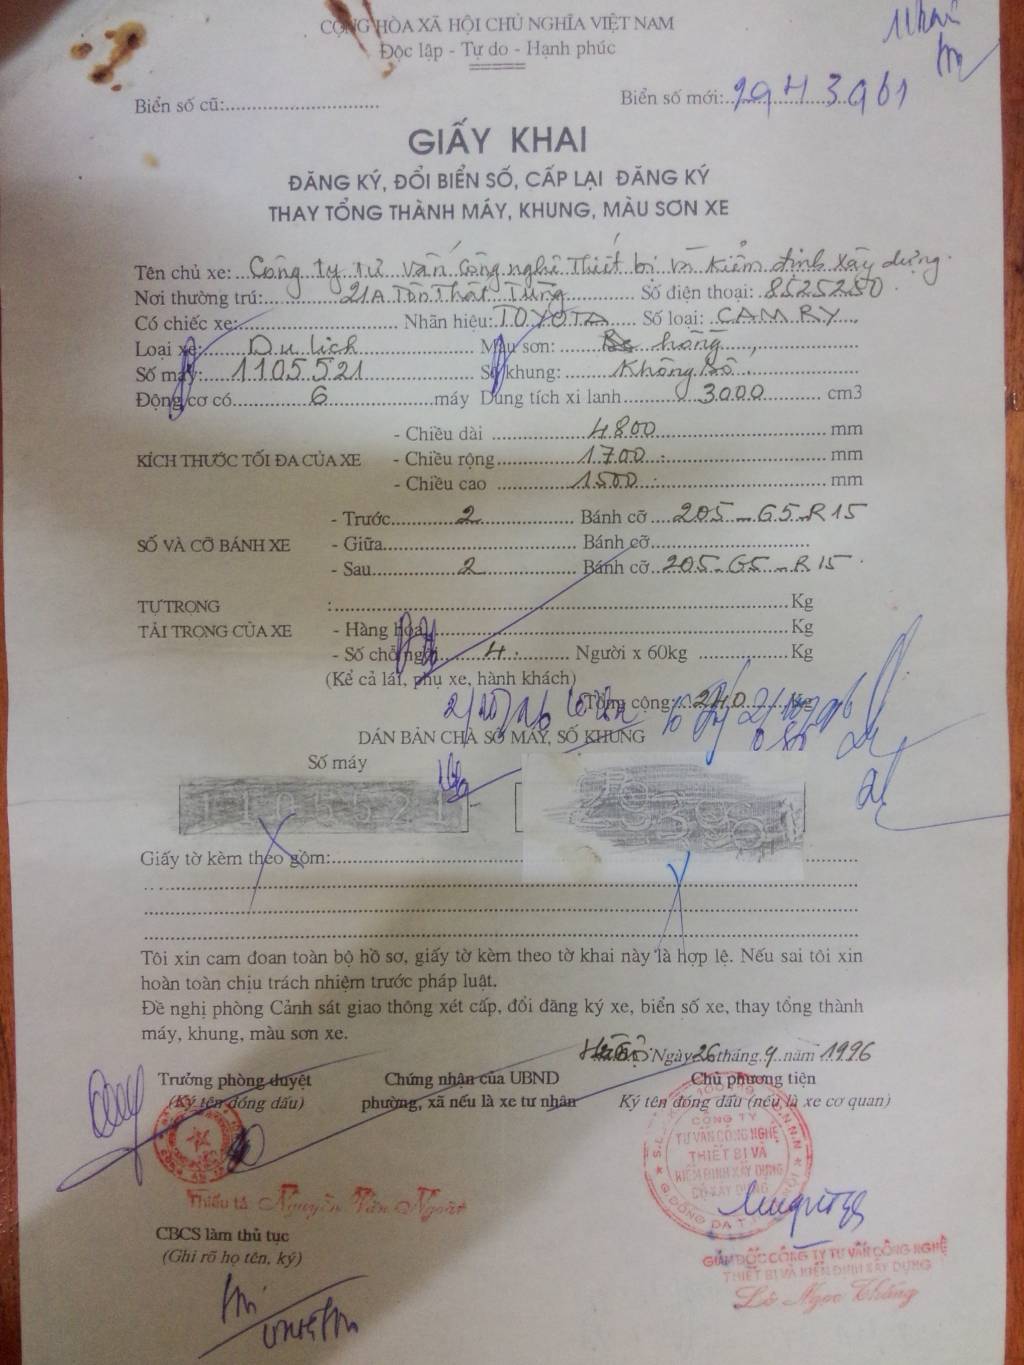 CỘNG HÒA XÃ HỘI CHỦ NGHĨA VIỆT NAM
Độc lập - Tự do - Hạnh phúc
Biển số cũ:............ Biển số mới: 29H 3961
GIẤY KHAI
ĐĂNG KÝ, ĐỔI BIỂN SỐ, CẤP LẠI ĐĂNG KÝ
THAY TỔNG THÀNH MÁY, KHUNG, MÀU SƠN XE
Tên chủ xe: Công ty tư vấn Công nghệ Thiết bị và Kiểm định xây dựng.
Nơi thường trú: 21A Tôn Thất Tùng Số điện thoại: 8525250.
Có chiếc xe: Nhãn hiệu: TOYOTA Số loại: CAMRY
Loại xe: Du lịch Màu sơn: hồng
Số máy: 1105521 Số khung: Không Số.
Động cơ có 6 máy Dung tích xi lanh 3000 cm3
- Chiều dài 4800 mm
KÍCH THƯỚC TỐI ĐA CỦA XE - Chiều rộng 1700 mm
- Chiều cao 1500 mm
- Trước 2 Bánh cỡ 205-65-R15
SỐ VÀ CỠ BÁNH XE - Giữa Bánh cỡ
- Sau 2 Bánh cỡ 205-65-R15.
TỰ TRỌNG : Kg
TẢI TRỌNG CỦA XE - Hàng hóa Kg
- Số chỗ ngồi 4 Người x 60kg Kg
(Kể cả lái, phụ xe, hành khách)
Tổng cộng: 240 Kg
DÁN BẢN CHÀ SỐ MÁY, SỐ KHUNG
Số máy
1105521
Giấy tờ kèm theo gồm:
Tôi xin cam đoan toàn bộ hồ sơ, giấy tờ kèm theo tờ khai này là hợp lệ. Nếu sai tôi xin
hoàn toàn chịu trách nhiệm trước pháp luật.
Đề nghị phòng Cảnh sát giao thông xét cấp, đổi đăng ký xe, biển số xe, thay tổng thành
máy, khung, màu sơn xe.
Hà Nội Ngày 26 tháng 9 năm 1996
Trưởng phòng duyệt Chứng nhận của UBND Chủ phương tiện
(Ký tên đóng dấu) phường, xã nếu là xe tư nhân Ký tên đóng dấu (nếu là xe cơ quan)
CÔNG TY
TƯ VẤN CÔNG NGHỆ
THIẾT BỊ VÀ
KIỂM ĐỊNH XÂY DỰNG
Q. ĐỐNG ĐA
Thiếu tá Nguyễn Văn Ngoãt
CBCS làm thủ tục
(Ghi rõ họ tên, ký)
GIÁM ĐỐC CÔNG TY TƯ VẤN CÔNG NGHỆ
THIẾT BỊ VÀ KIỂM ĐỊNH XÂY DỰNG
Lê Ngọc Thắng